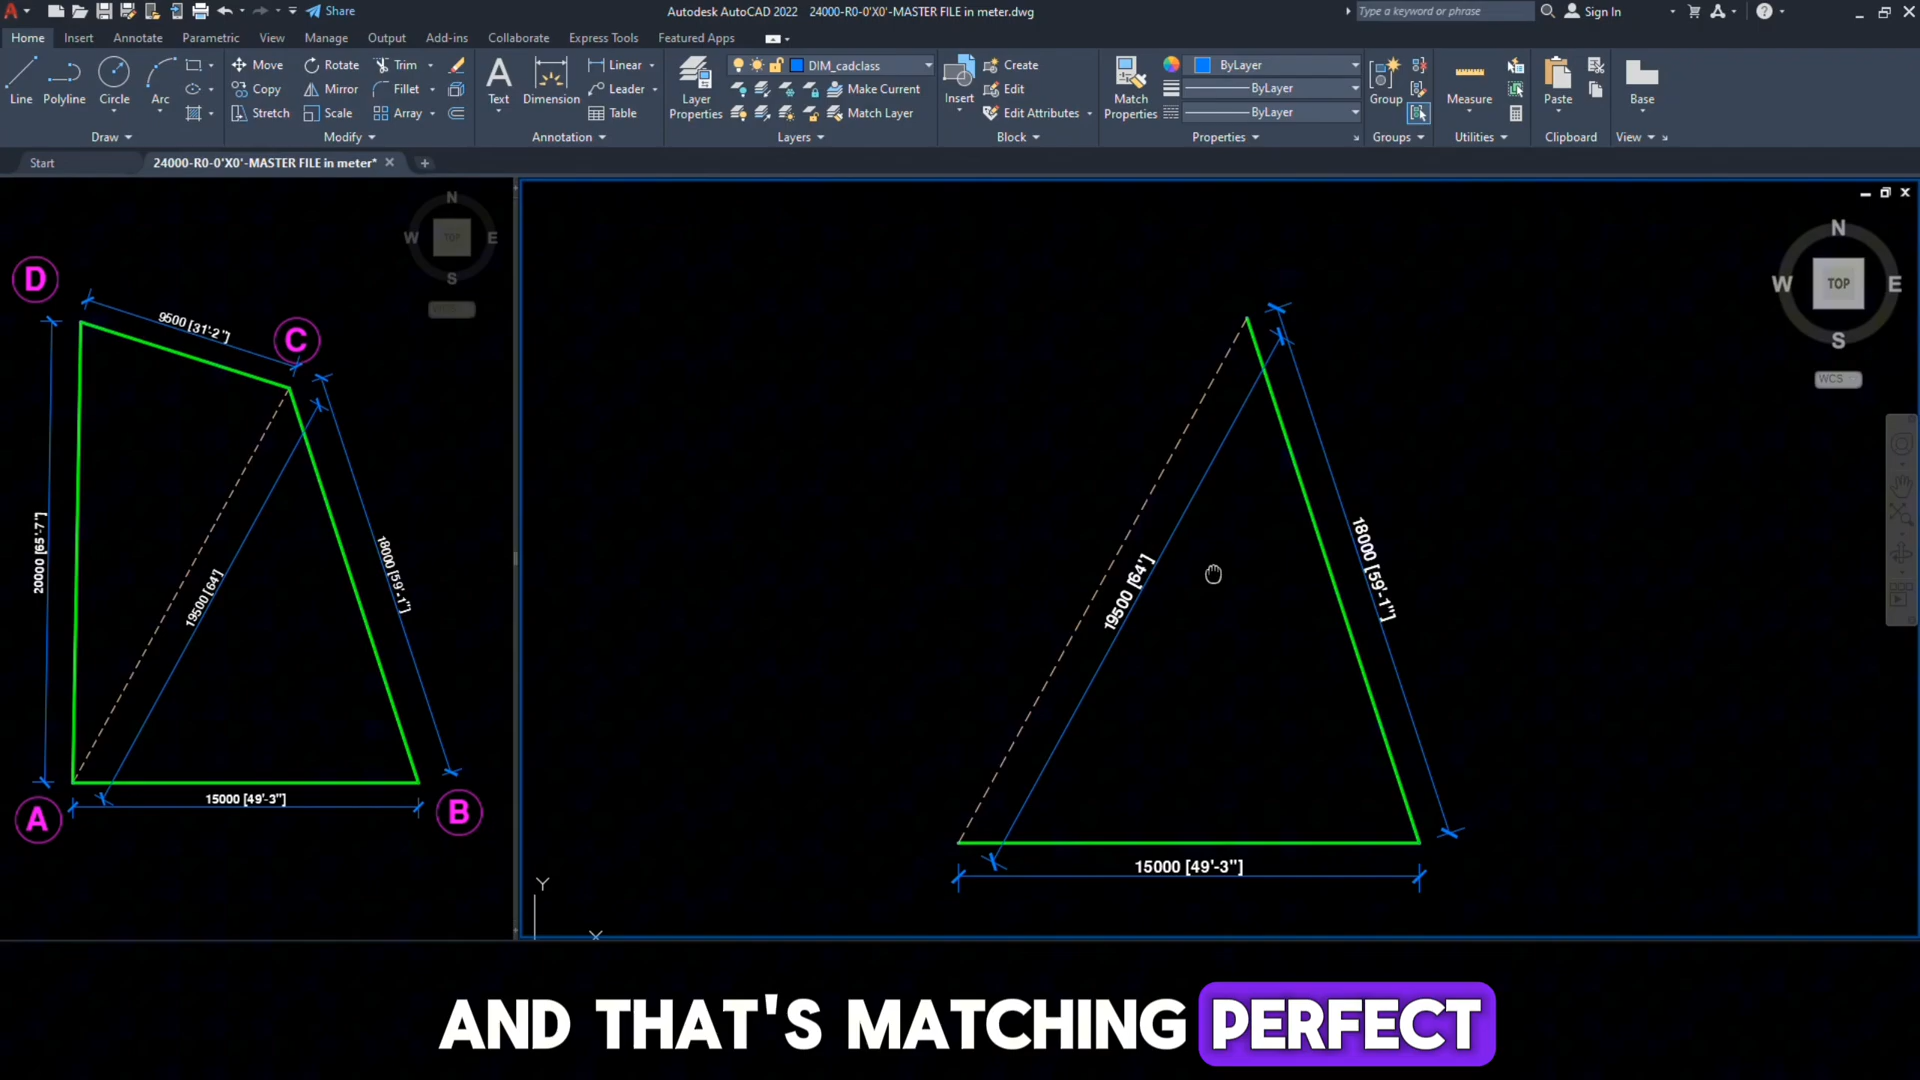 Share
Autodesk AutoCAD 2022 24000-R0-0'X0'-MASTER FILE in meter.dwg
Type a keyword or phrase
Sign In
Home Insert Annotate Parametric View Manage Output Add-ins Collaborate Express Tools Featured Apps
Line Polyline Circle Arc
Move Rotate Trim
Copy Mirror Fillet
Stretch Scale Array
Text Dimension
Linear
Leader
Table
Layer Properties
DIM_cadclass
Make Current
Match Layer
Insert
Create
Edit
Edit Attributes
Match Properties
ByLayer
ByLayer
ByLayer
Group
Measure
Paste
Base
Draw Modify Annotation Layers Block Properties Groups Utilities Clipboard View
Start 24000-R0-0'X0'-MASTER FILE in meter*
N
W TOP E
S
D
9500 [31'-2"]
C
20000 [65'-7"]
19500 [64']
18000 [59'-1"]
15000 [49'-3"]
A
B
N
W TOP E
S
WCS
19500 [64']
18000 [59'-1"]
15000 [49'-3"]
Y
X
AND THAT'S MATCHING PERFECT